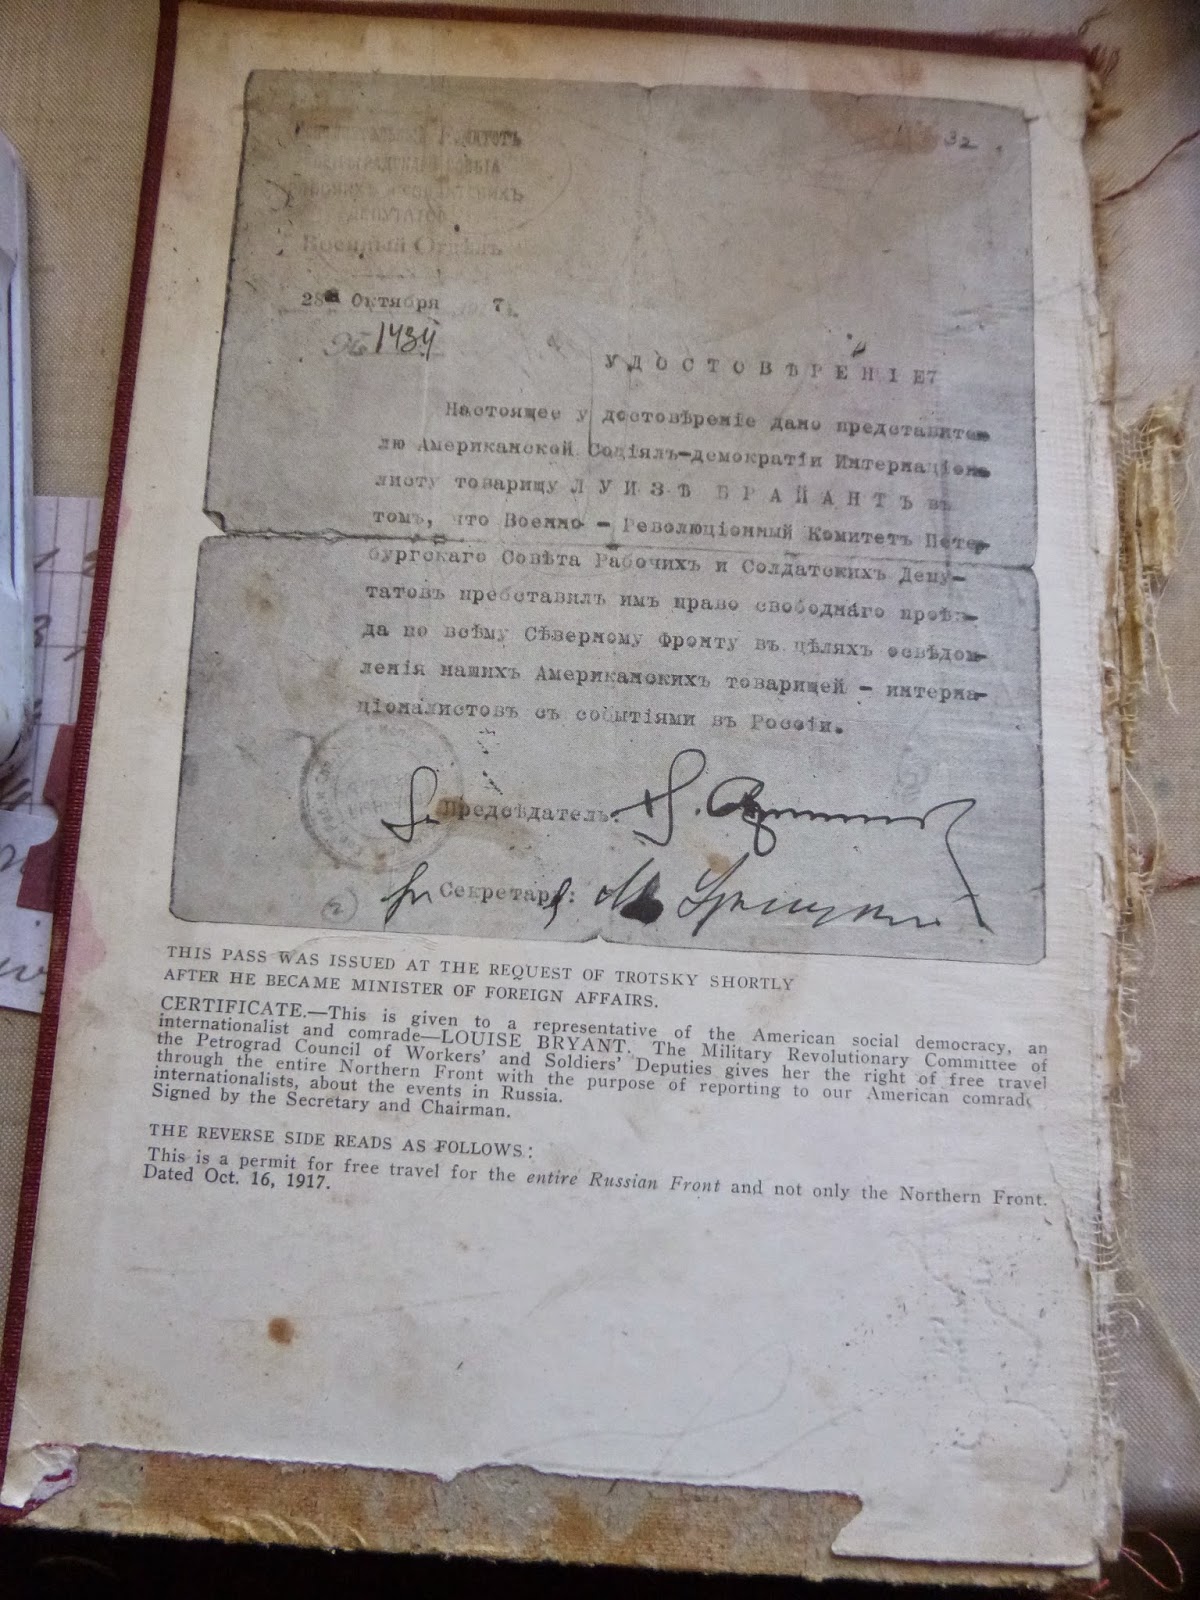 32
Военный Отдѣлъ
28 Октября 1917 г.
№ 1434
УДОСТОВѢРЕНІЕ7
Настоящее удостовѣреніе дано представите-
лю Американской Соціялъ-демократіи Интернаціона
листу товарищу ЛУИЗѢ БРАЙАНТЪ въ
томъ, что Военно - Революціонный Комитетъ Петер-
бургскаго Совѣта Рабочихъ и Солдатскихъ Депу-
татовъ пребставилъ имъ право свободнаго проѣз-
да по всѣму Сѣверному фронту въ цѣляхъ освѣдом-
ленія нашихъ Американскихъ товарищей - интерна-
ціоналистовъ съ событіями въ Россіи.
Предсѣдатель:
Секретарь:
2
THIS PASS WAS ISSUED AT THE REQUEST OF TROTSKY SHORTLY
AFTER HE BECAME MINISTER OF FOREIGN AFFAIRS.
CERTIFICATE.—This is given to a representative of the American social democracy, an
internationalist and comrade—LOUISE BRYANT. The Military Revolutionary Committee of
the Petrograd Council of Workers' and Soldiers' Deputies gives her the right of free travel
through the entire Northern Front with the purpose of reporting to our American comrade
internationalists, about the events in Russia.
Signed by the Secretary and Chairman.
THE REVERSE SIDE READS AS FOLLOWS:
This is a permit for free travel for the entire Russian Front and not only the Northern Front.
Dated Oct. 16, 1917.